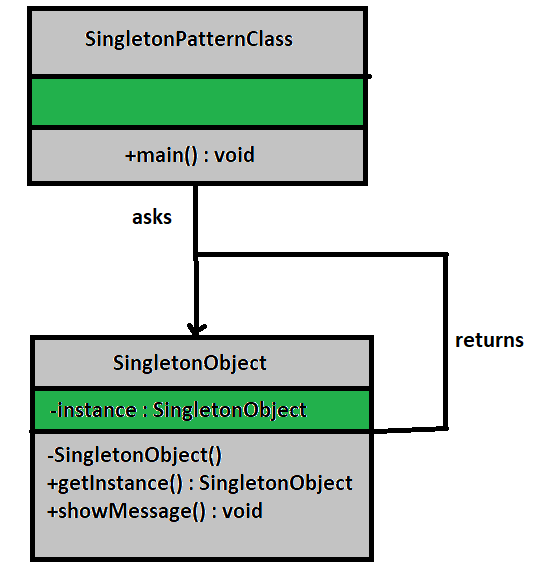 SingletonPatternClass
+main() : void
asks
returns
SingletonObject
-instance : SingletonObject
-SingletonObject()
+getInstance() : SingletonObject
+showMessage() : void